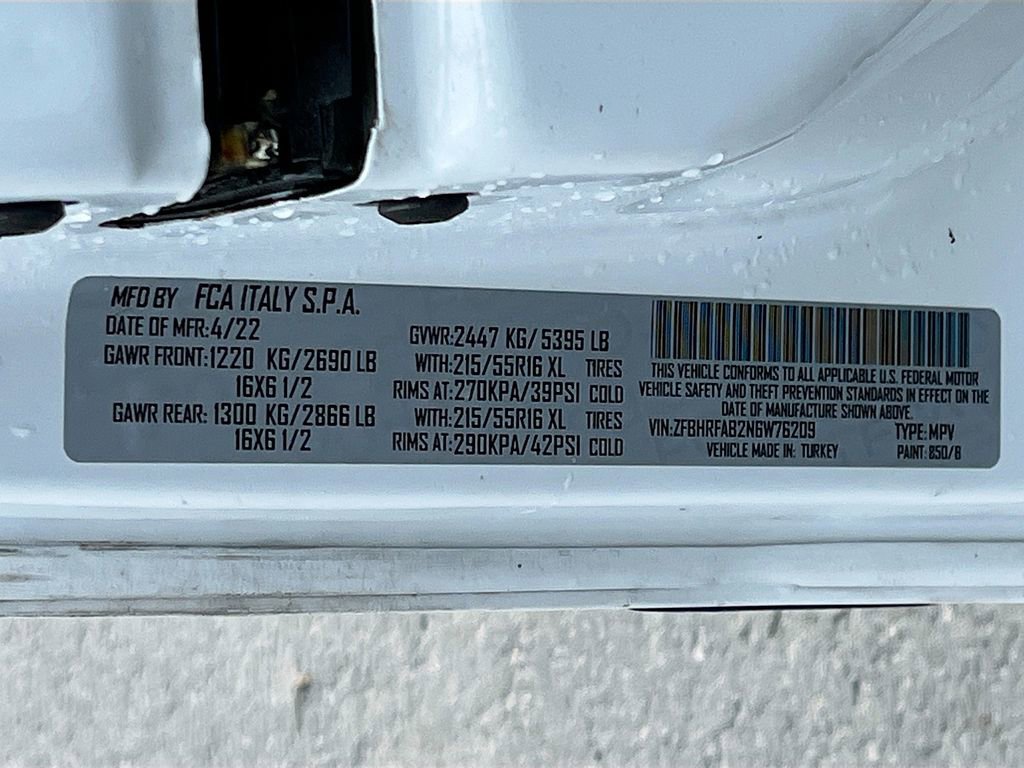 MFD BY FCA ITALY S.P.A.
DATE OF MFR:4/22
GAWR FRONT:1220 KG/2690 LB
16X6 1/2
GAWR REAR: 1300 KG/2866 LB
16X6 1/2
GVWR:2447 KG/5395 LB
WITH:215/55R16 XL TIRES
RIMS AT:270KPA/39PSI COLD
WITH:215/55R16 XL TIRES
RIMS AT:290KPA/42PSI COLD
THIS VEHICLE CONFORMS TO ALL APPLICABLE U.S. FEDERAL MOTOR
VEHICLE SAFETY AND THEFT PREVENTION STANDARDS IN EFFECT ON THE
DATE OF MANUFACTURE SHOWN ABOVE.
VIN:ZFBHRFAB2N6W76209 TYPE: MPV
VEHICLE MADE IN: TURKEY PAINT: 850/B